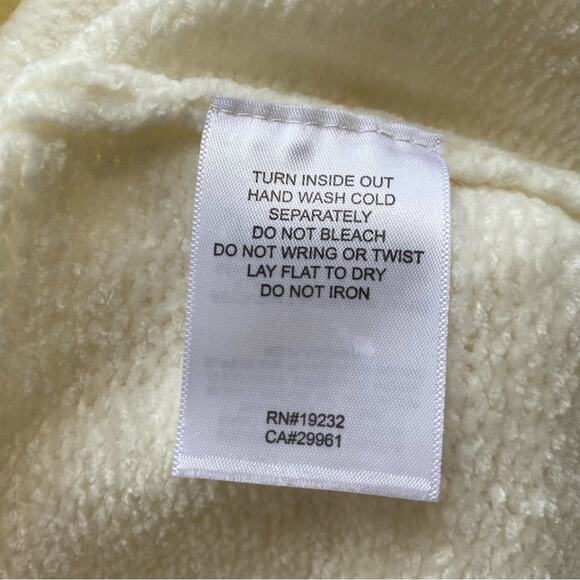 TURN INSIDE OUT
HAND WASH COLD
SEPARATELY
DO NOT BLEACH
DO NOT WRING OR TWIST
LAY FLAT TO DRY
DO NOT IRON
RN#19232
CA#29961